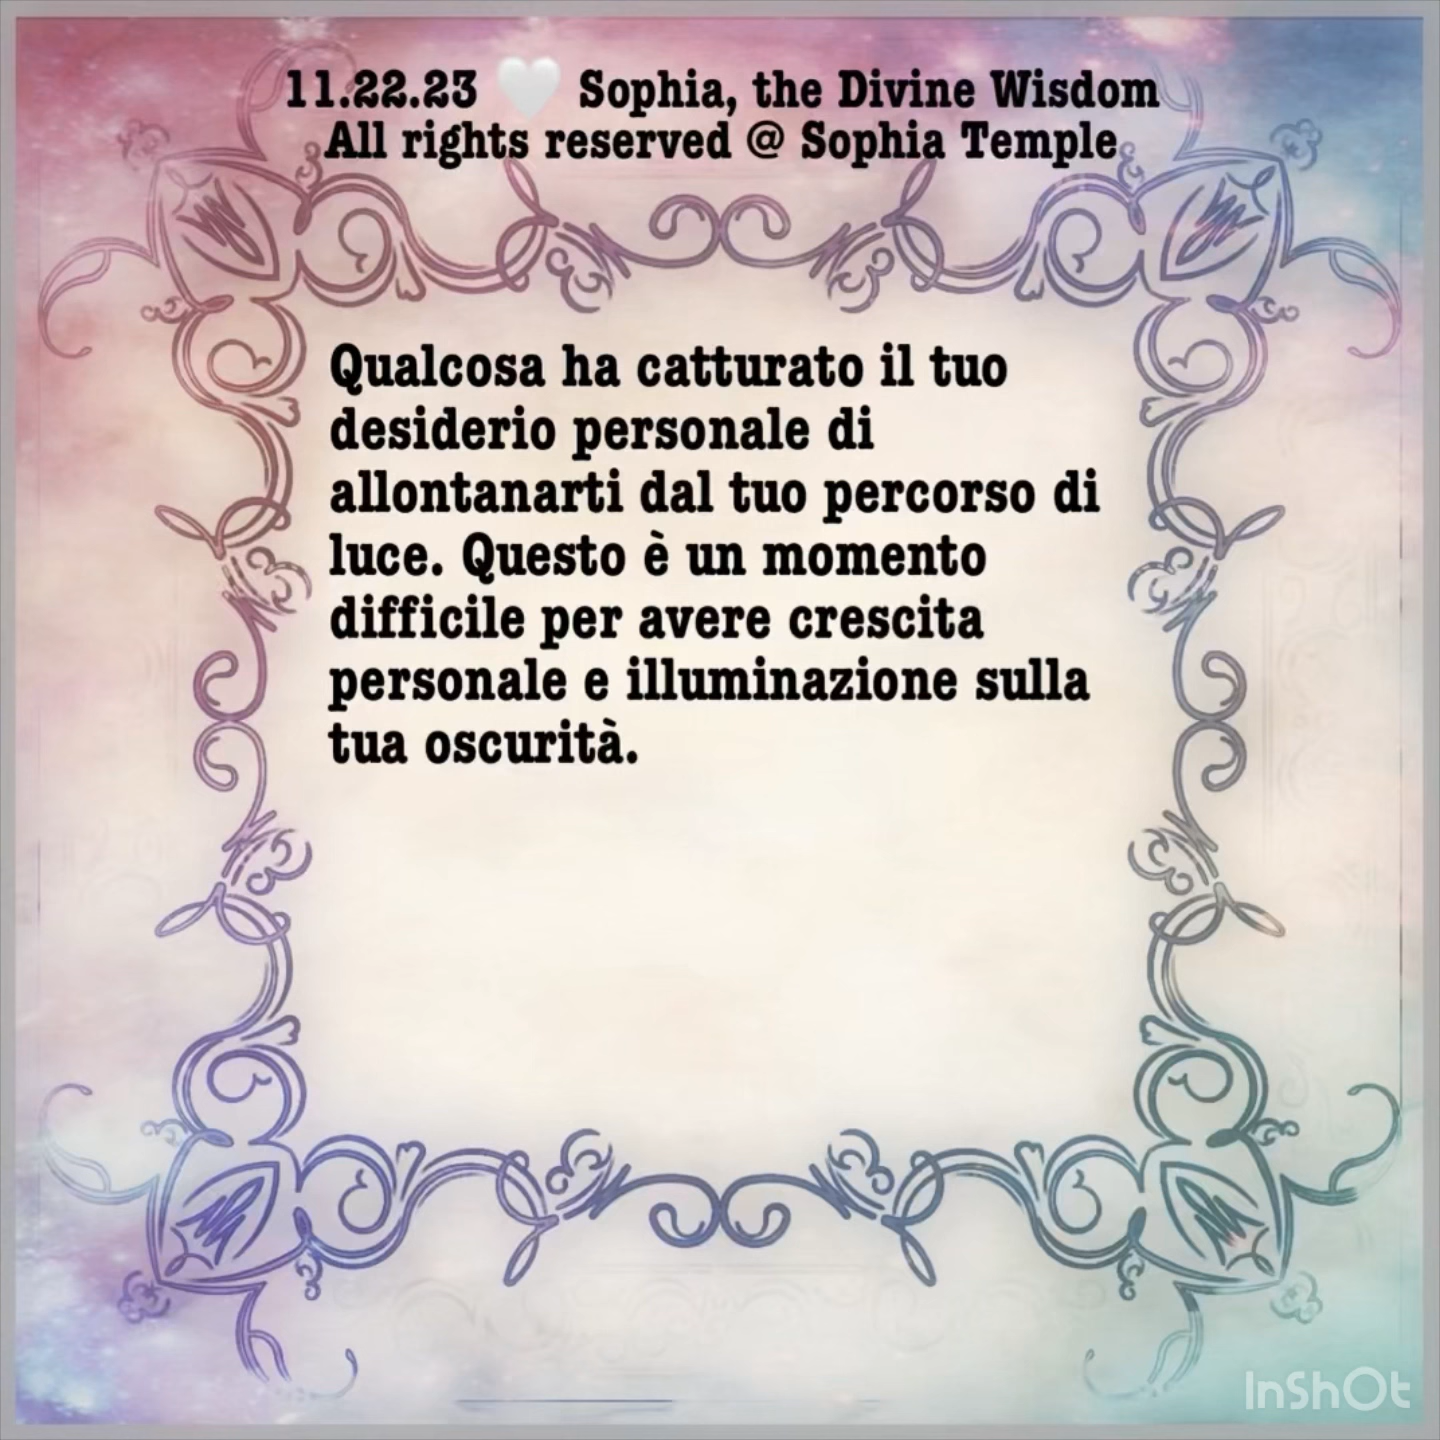 11.22.23 🤍 Sophia, the Divine Wisdom
All rights reserved @ Sophia Temple
Qualcosa ha catturato il tuo
desiderio personale di
allontanarti dal tuo percorso di
luce. Questo è un momento
difficile per avere crescita
personale e illuminazione sulla
tua oscurità.
InShOt